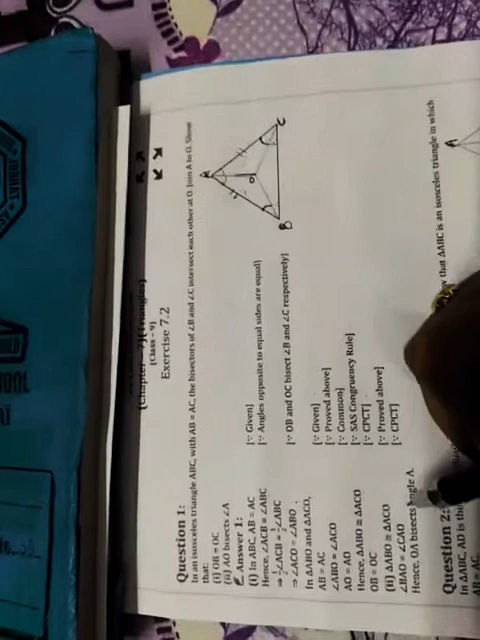 (Chapter – 7)(Triangles)
(Class – 9)
Exercise 7.2
Question 1:
In an isosceles triangle ABC, with AB = AC, the bisectors of ∠B and ∠C intersect each other at O. Join A to O. Show
that:
(i) OB = OC
(ii) AO bisects ∠A
Answer 1:
(i) In ABC, AB = AC [∵ Given]
Hence, ∠ACB = ∠ABC [∵ Angles opposite to equal sides are equal]
⇒ ½∠ACB = ½∠ABC
⇒ ∠ACO = ∠ABO [∵ OB and OC bisect ∠B and ∠C respectively]
In ΔABO and ΔACO,
AB = AC [∵ Given]
∠ABO = ∠ACO [∵ Proved above]
AO = AO [∵ Common]
Hence, ΔABO ≅ ΔACO [∵ SAS Congruency Rule]
OB = OC [∵ CPCT]
(ii) ΔABO ≅ ΔACO [∵ Proved above]
∠BAO = ∠CAO [∵ CPCT]
Hence, OA bisects angle A.
Question 2:
In ΔABC, AD is
that ΔABC is an isosceles triangle in which
AB = AC
A
O
B
C
A